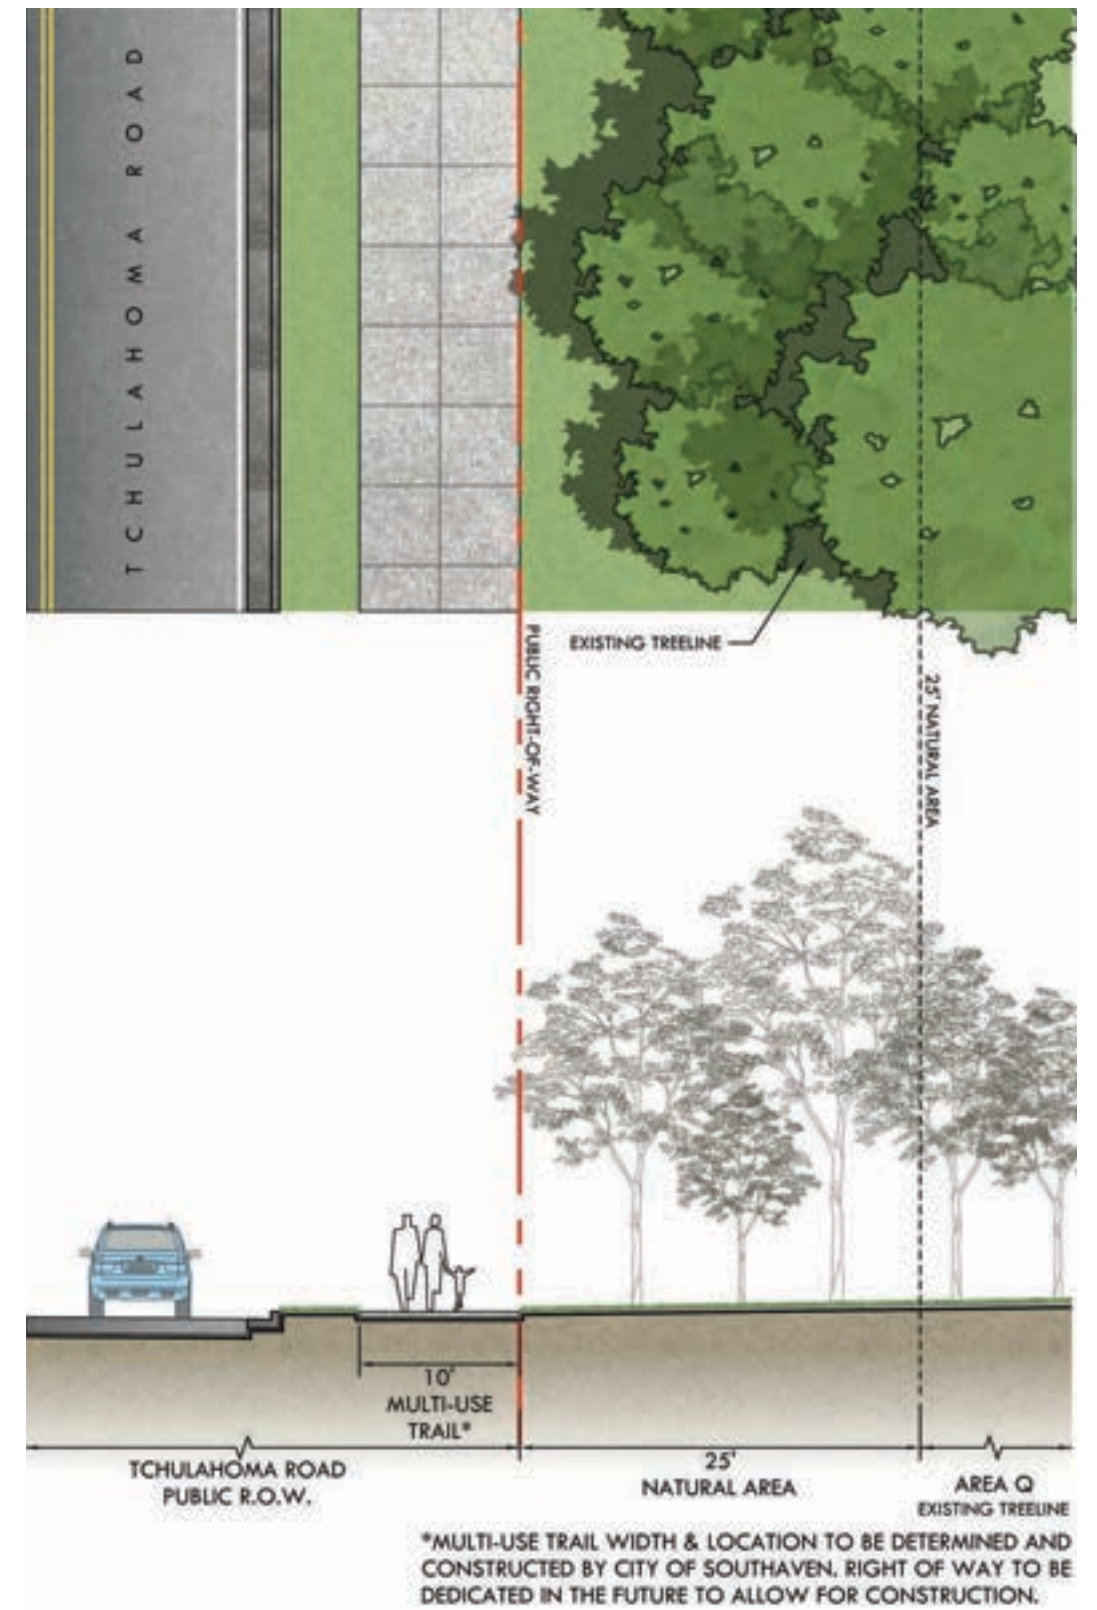 TCHULAHOMA ROAD
EXISTING TREELINE
PUBLIC RIGHT-OF-WAY
25' NATURAL AREA
10'
MULTI-USE
TRAIL*
TCHULAHOMA ROAD
PUBLIC R.O.W.
25'
NATURAL AREA
AREA Q
EXISTING TREELINE
*MULTI-USE TRAIL WIDTH & LOCATION TO BE DETERMINED AND
CONSTRUCTED BY CITY OF SOUTHAVEN. RIGHT OF WAY TO BE
DEDICATED IN THE FUTURE TO ALLOW FOR CONSTRUCTION.